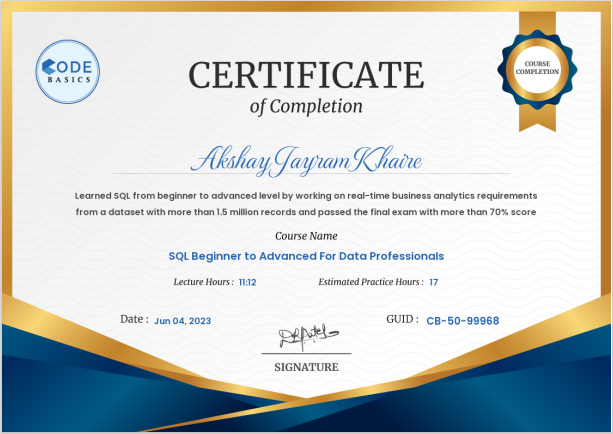 CODE
BASICS
COURSE
COMPLETION
CERTIFICATE
of Completion
Akshay Jayram Khaire
Learned SQL from beginner to advanced level by working on real-time business analytics requirements
from a dataset with more than 1.5 million records and passed the final exam with more than 70% score
Course Name
SQL Beginner to Advanced For Data Professionals
Lecture Hours : 11:12 Estimated Practice Hours : 17
Date : Jun 04, 2023 GUID : CB-50-99968
SIGNATURE